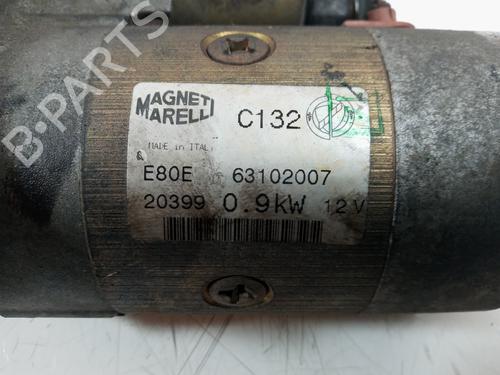 B-PARTS
MAGNETI
MARELLI
C132
MADE in ITALY
E80E 63102007
20399 0.9kW 12V